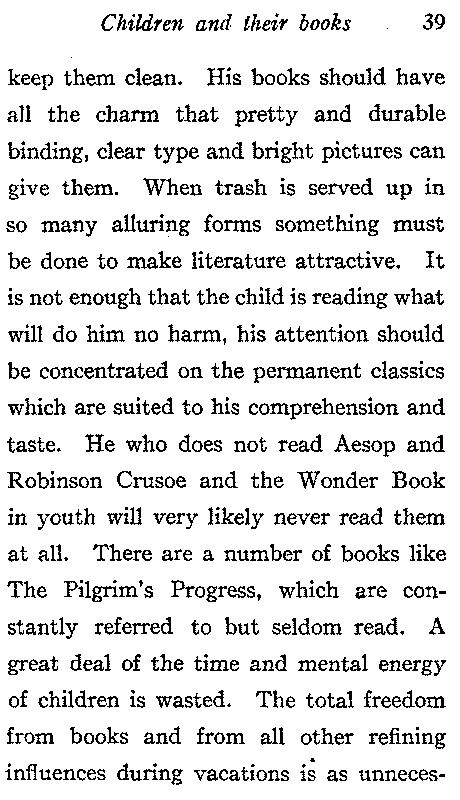 Children and their books 39
keep them clean. His books should have
all the charm that pretty and durable
binding, clear type and bright pictures can
give them. When trash is served up in
so many alluring forms something must
be done to make literature attractive. It
is not enough that the child is reading what
will do him no harm, his attention should
be concentrated on the permanent classics
which are suited to his comprehension and
taste. He who does not read Aesop and
Robinson Crusoe and the Wonder Book
in youth will very likely never read them
at all. There are a number of books like
The Pilgrim's Progress, which are con-
stantly referred to but seldom read. A
great deal of the time and mental energy
of children is wasted. The total freedom
from books and from all other refining
influences during vacations is as unneces-